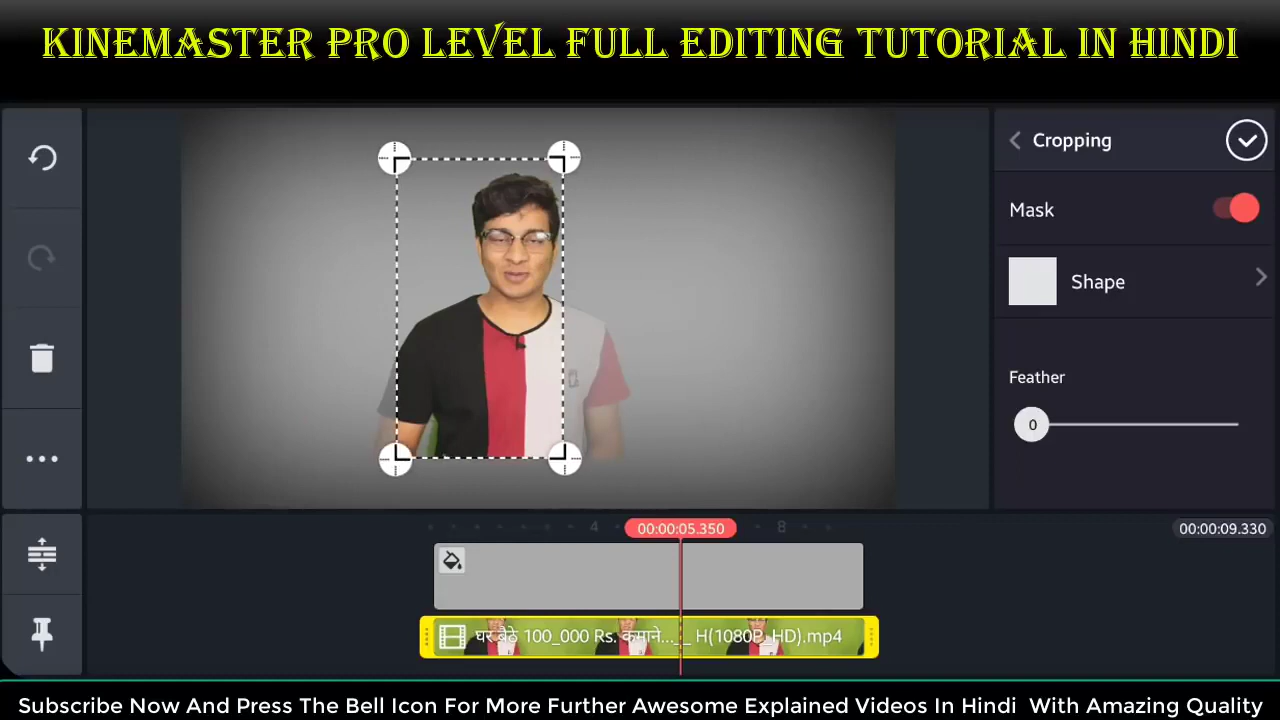 KINEMASTER PRO LEVEL FULL EDITING TUTORIAL IN HINDI
Cropping
Mask
Shape
Feather
0
4
00:00:05.350
8
00:00:09.330
घर बैठे 100_000 Rs. कमाने...__ H(1080P_HD).mp4
Subscribe Now And Press The Bell Icon For More Further Awesome Explained Videos In Hindi With Amazing Quality